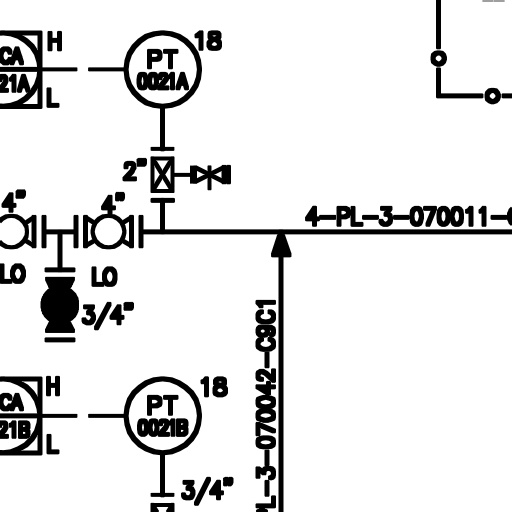 H
18
CA
21A
PT
0021A
L
2"
4"
4"
4-PL-3-070011-
LO
LO
3/4"
PL-3-070042-C9C1
H
18
CA
21B
PT
0021B
L
3/4"